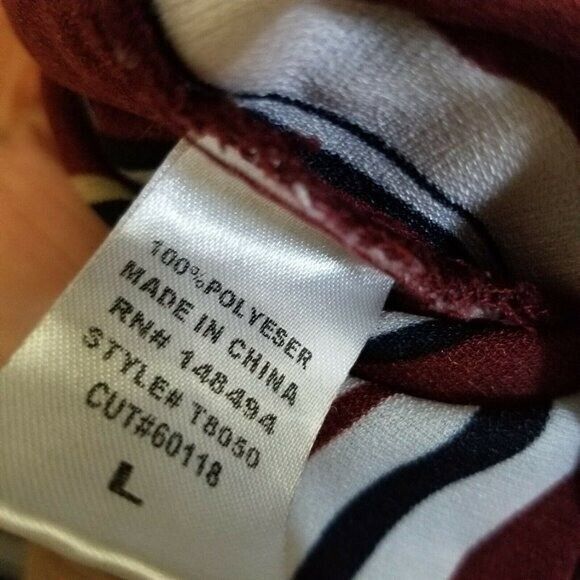 100%POLYESER
MADE IN CHINA
RN# 148494
STYLE# T8050
CUT#60118
L